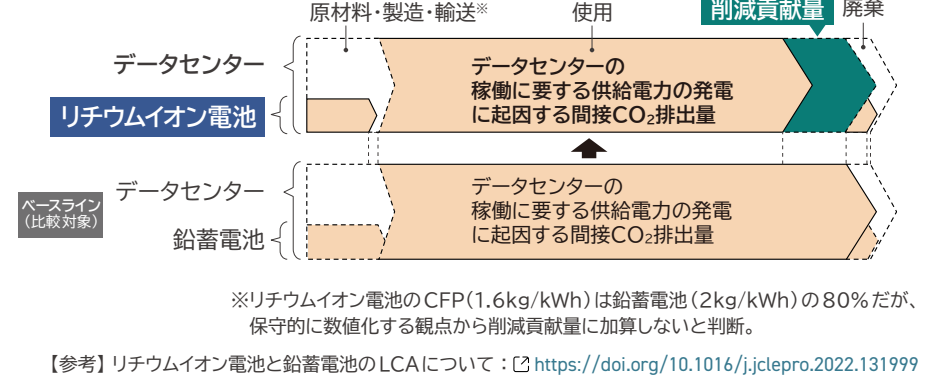 原材料・製造・輸送※
使用
削減貢献量
廃棄
データセンター
リチウムイオン電池
データセンターの
稼働に要する供給電力の発電
に起因する間接CO₂排出量
ベースライン
（比較対象）
データセンター
鉛蓄電池
データセンターの
稼働に要する供給電力の発電
に起因する間接CO₂排出量
※リチウムイオン電池のCFP（1.6kg/kWh）は鉛蓄電池（2kg/kWh）の80%だが、
保守的に数値化する観点から削減貢献量に加算しないと判断。
【参考】リチウムイオン電池と鉛蓄電池のLCAについて：https://doi.org/10.1016/j.jclepro.2022.131999